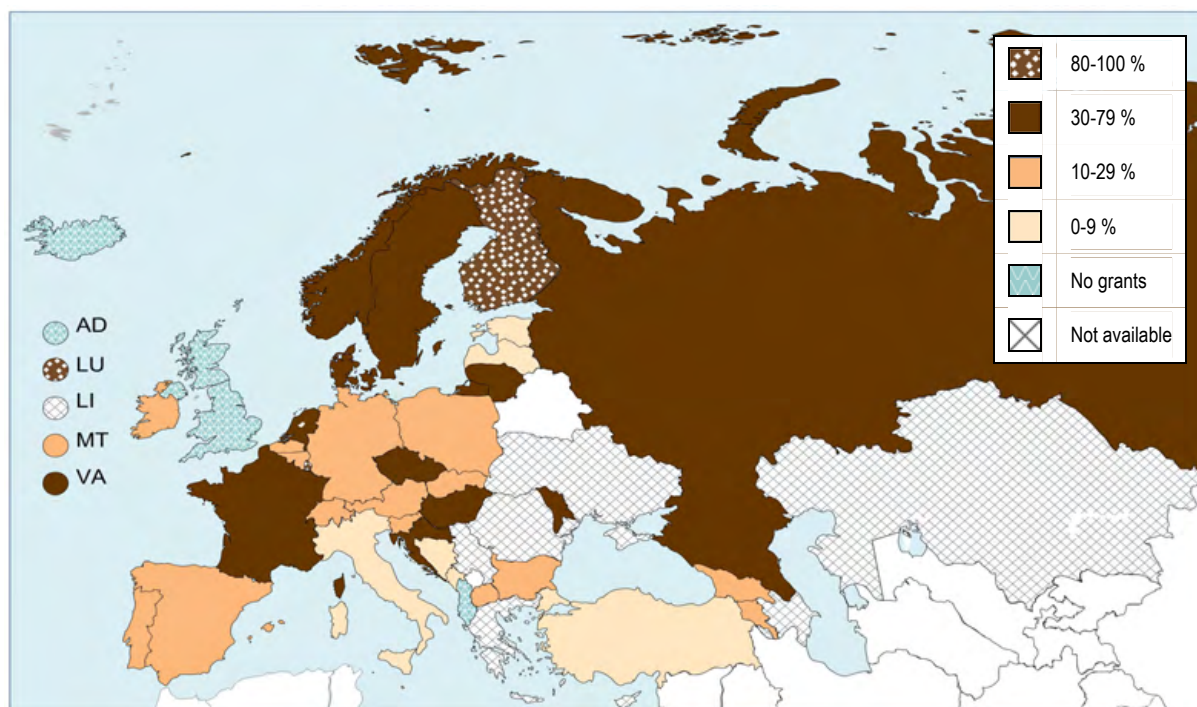 80-100 %
30-79 %
10-29 %
0-9 %
No grants
Not available
AD
LU
LI
MT
VA